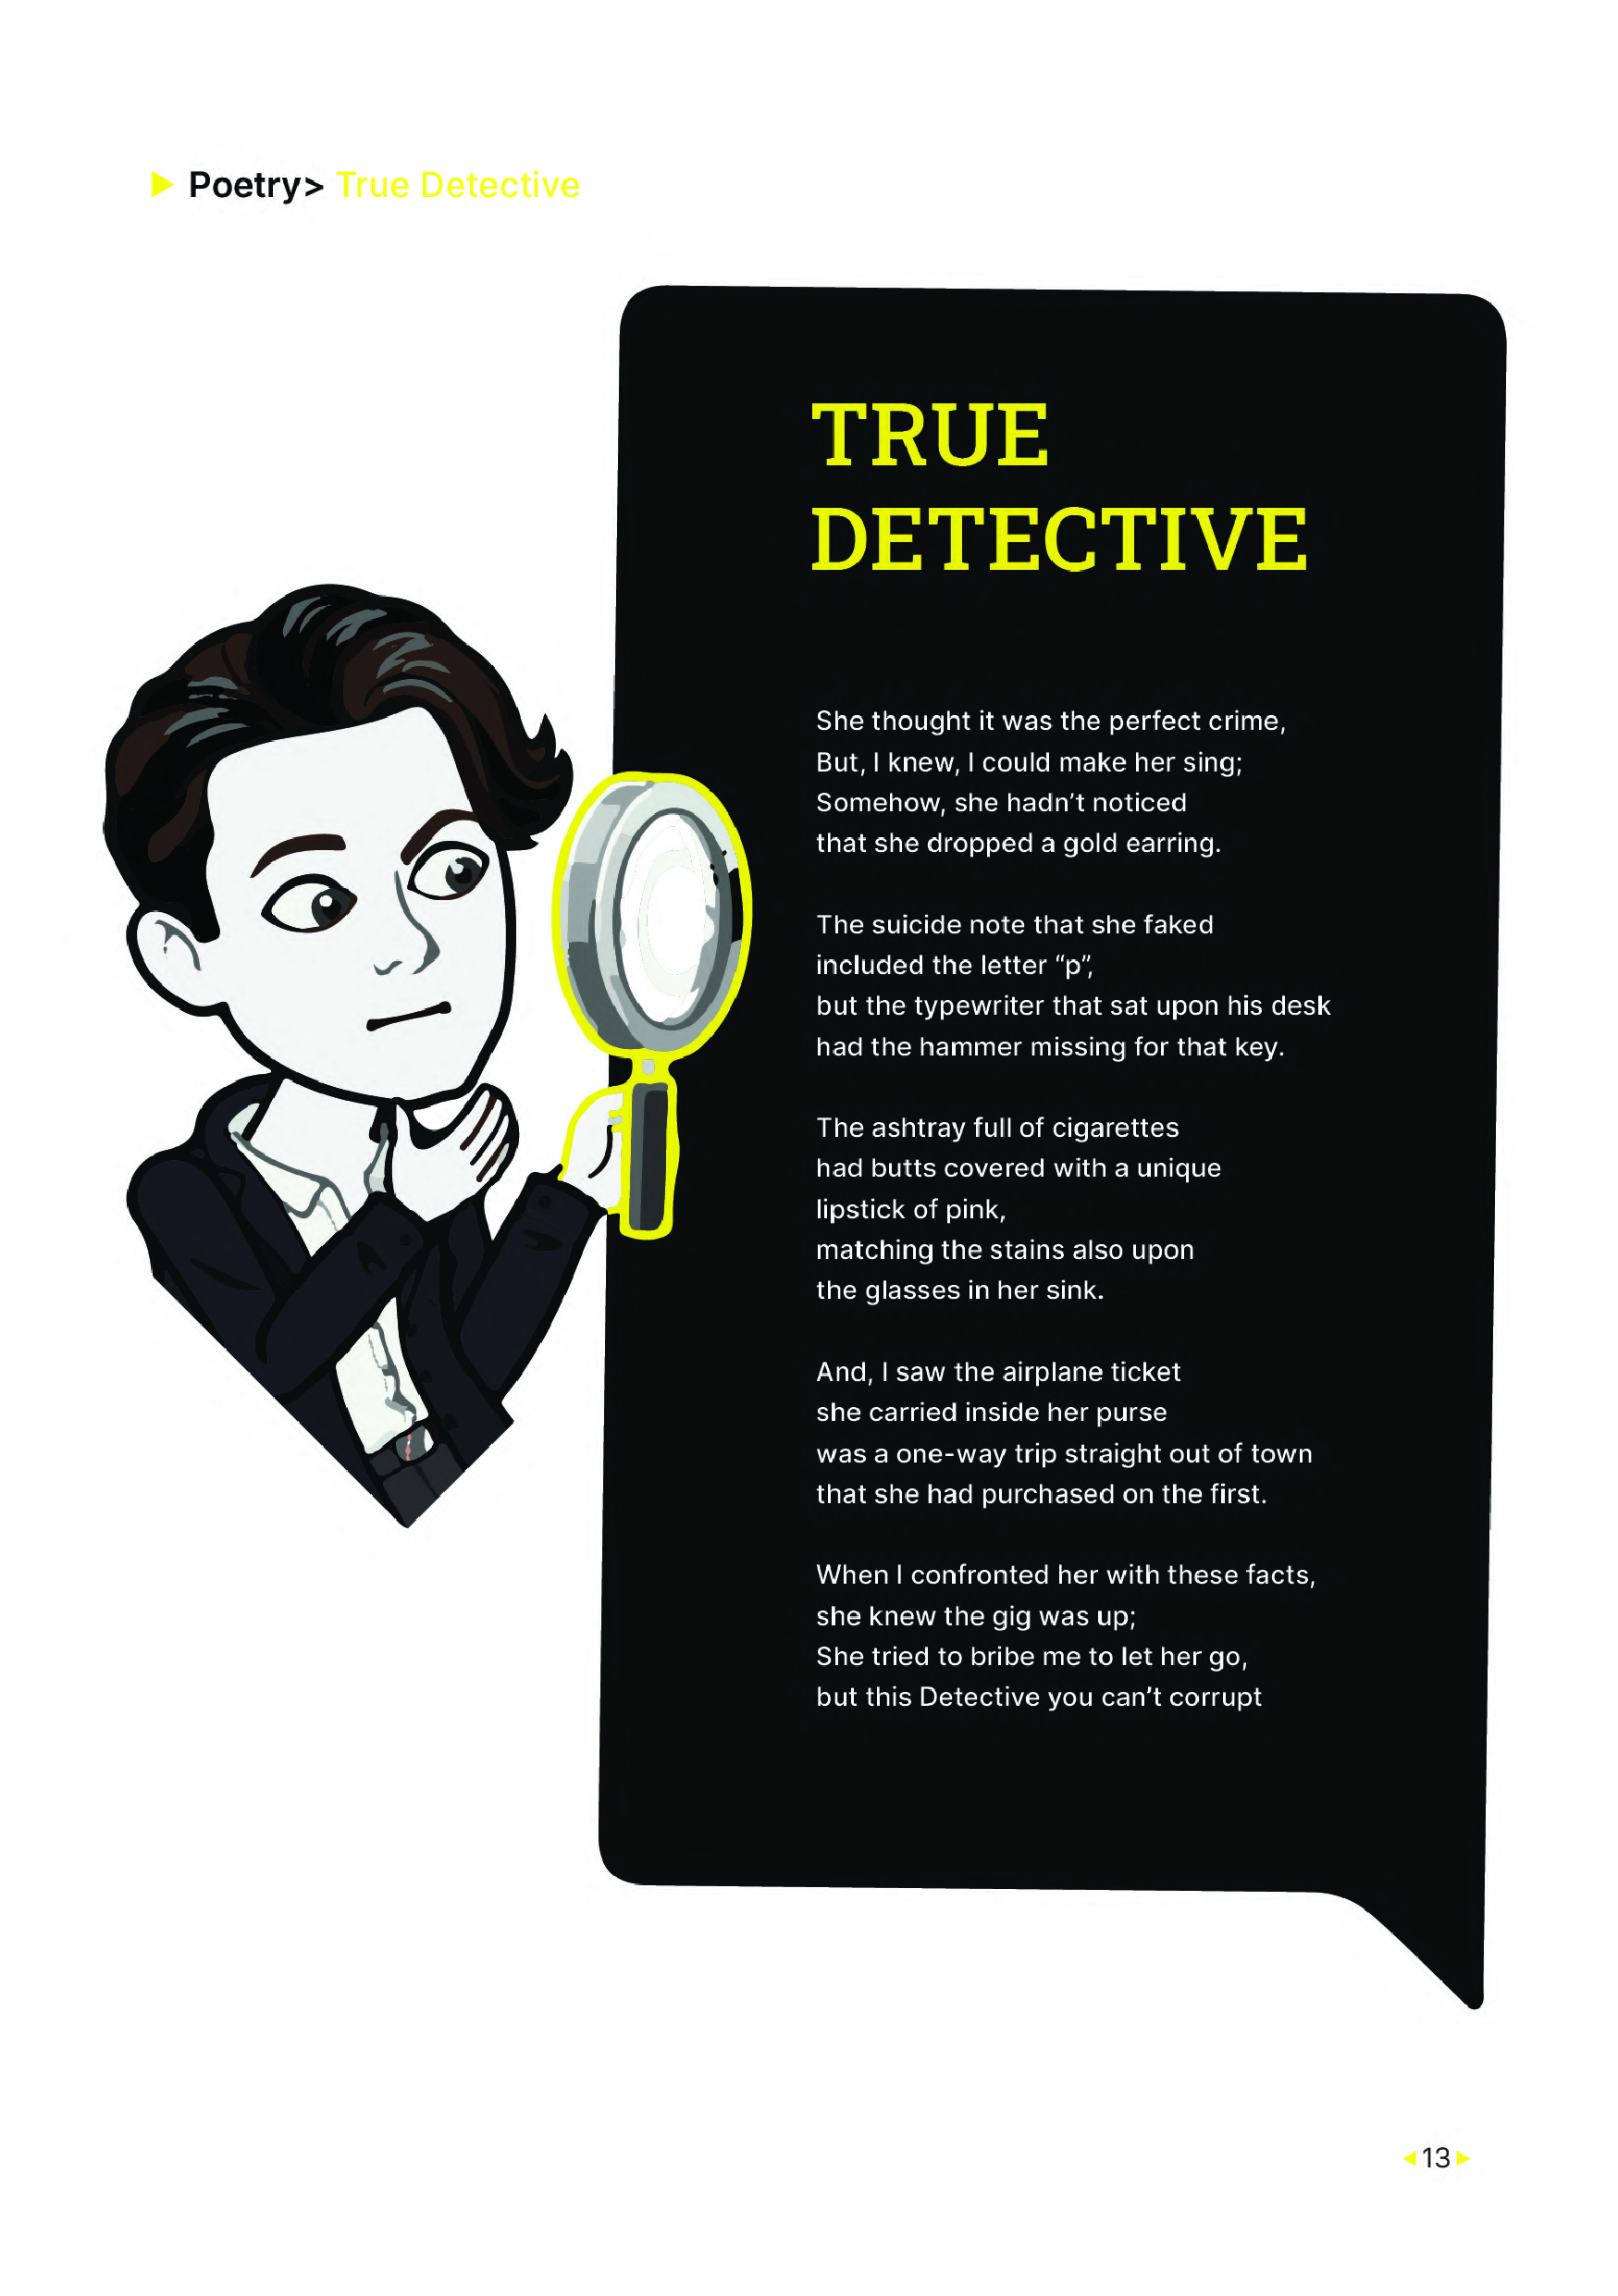 Poetry> True Detective
TRUE
DETECTIVE
She thought it was the perfect crime,
But, I knew, I could make her sing;
Somehow, she hadn’t noticed
that she dropped a gold earring.
The suicide note that she faked
included the letter “p”,
but the typewriter that sat upon his desk
had the hammer missing for that key.
The ashtray full of cigarettes
had butts covered with a unique
lipstick of pink,
matching the stains also upon
the glasses in her sink.
And, I saw the airplane ticket
she carried inside her purse
was a one-way trip straight out of town
that she had purchased on the first.
When I confronted her with these facts,
she knew the gig was up;
She tried to bribe me to let her go,
but this Detective you can’t corrupt
13